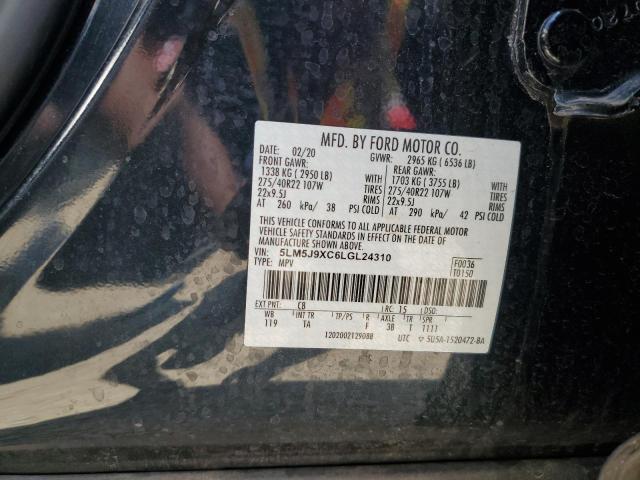 MFD. BY FORD MOTOR CO.
DATE: 02/20 GVWR: 2965 KG ( 6536 LB)
FRONT GAWR: REAR GAWR:
1338 KG ( 2950 LB) WITH 1703 KG ( 3755 LB) WITH
275/40R22 107W TIRES 275/40R22 107W TIRES
22x9.5J RIMS 22x9.5J RIMS
AT 260 kPa/ 38 PSI COLD AT 290 kPa/ 42 PSI COLD
THIS VEHICLE CONFORMS TO ALL APPLICABLE FEDERAL MOTOR
VEHICLE SAFETY STANDARDS IN EFFECT ON THE DATE OF
MANUFACTURE SHOWN ABOVE.
VIN: 5LM5J9XC6LGL24310 F0036
TYPE: MPV T0150
EXT PNT: C8 RC: 15 DSO:
WB INT TR TP/PS R AXLE TR SPR
119 TA F 3B T 1111
1202002129088 UTC ▽ 5U5A-1520472-BA